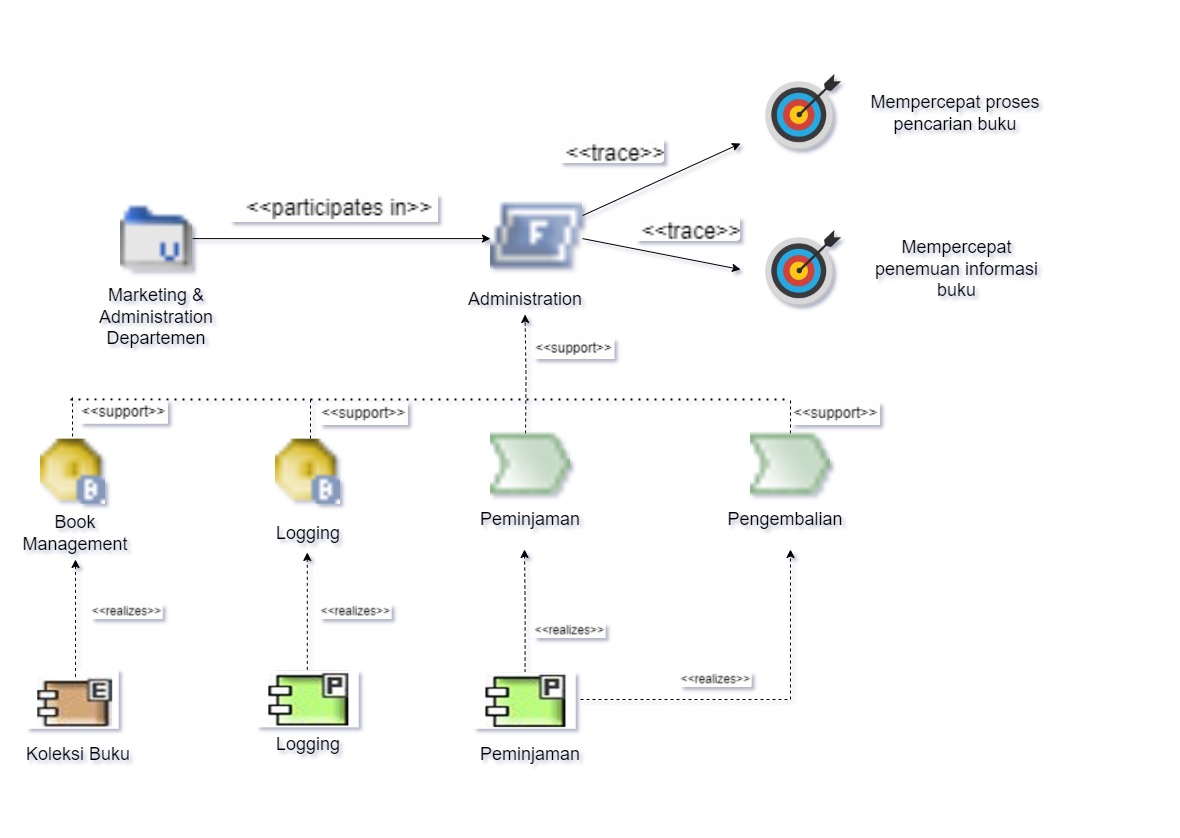 Mempercepat proses
pencarian buku
<<trace>>
<<participates in>>
F
<<trace>>
U
Mempercepat
penemuan informasi
buku
Marketing &
Administration
Departemen
Administration
<<support>>
<<support>>
<<support>>
<<support>>
B
B
Book
Management
Logging
Peminjaman
Pengembalian
<<realizes>>
<<realizes>>
<<realizes>>
<<realizes>>
E
P
P
Koleksi Buku
Logging
Peminjaman